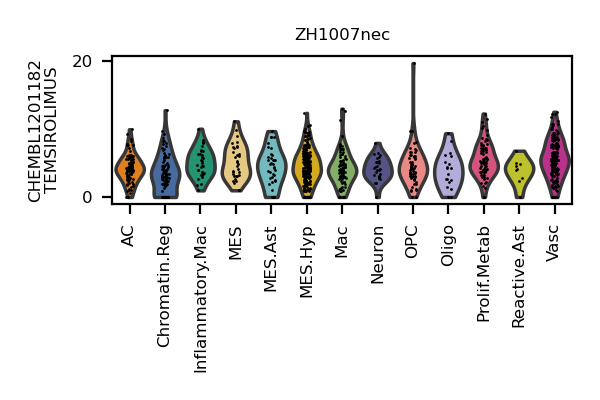 ZH1007nec
CHEMBL1201182
TEMSIROLIMUS
20
0
AC
Chromatin.Reg
Inflammatory.Mac
MES
MES.Ast
MES.Hyp
Mac
Neuron
OPC
Oligo
Prolif.Metab
Reactive.Ast
Vasc